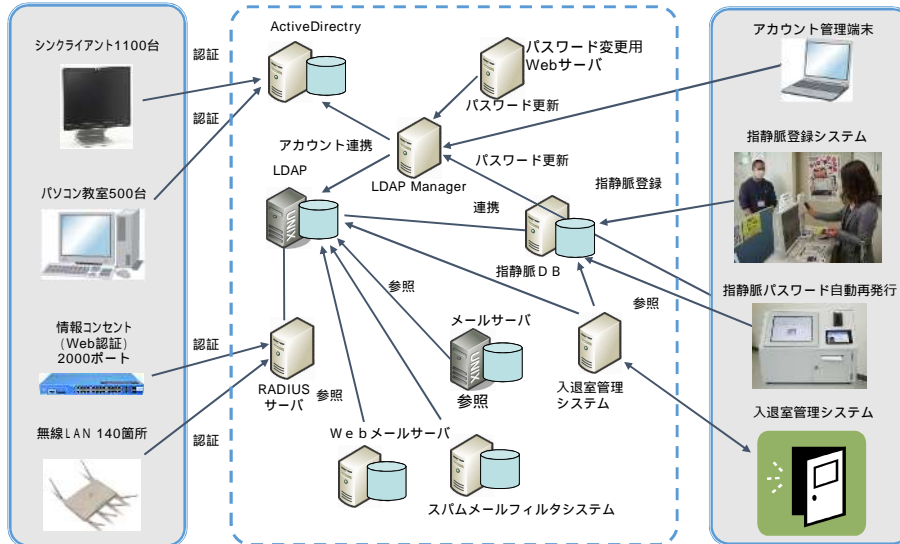 シンクライアント1100台
認証
認証
パソコン教室500台
情報コンセント
(Web認証)
2000ポート
認証
無線LAN 140箇所
認証
ActiveDirectry
パスワード変更用
Webサーバ
パスワード更新
アカウント連携
LDAP Manager
パスワード更新
LDAP
UNIX
連携
指静脈登録
指静脈DB
参照
参照
メールサーバ
UNIX
参照
RADIUS
サーバ
参照
入退室管理
システム
Webメールサーバ
スパムメールフィルタシステム
アカウント管理端末
指静脈登録システム
指静脈パスワード自動再発行
入退室管理システム